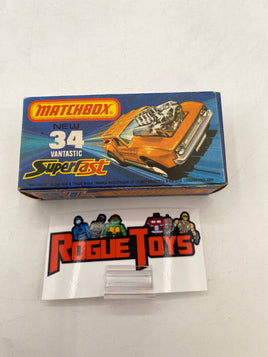 MATCHBOX
NEW
34
VANTASTIC
Superfast
ROGUE TOYS